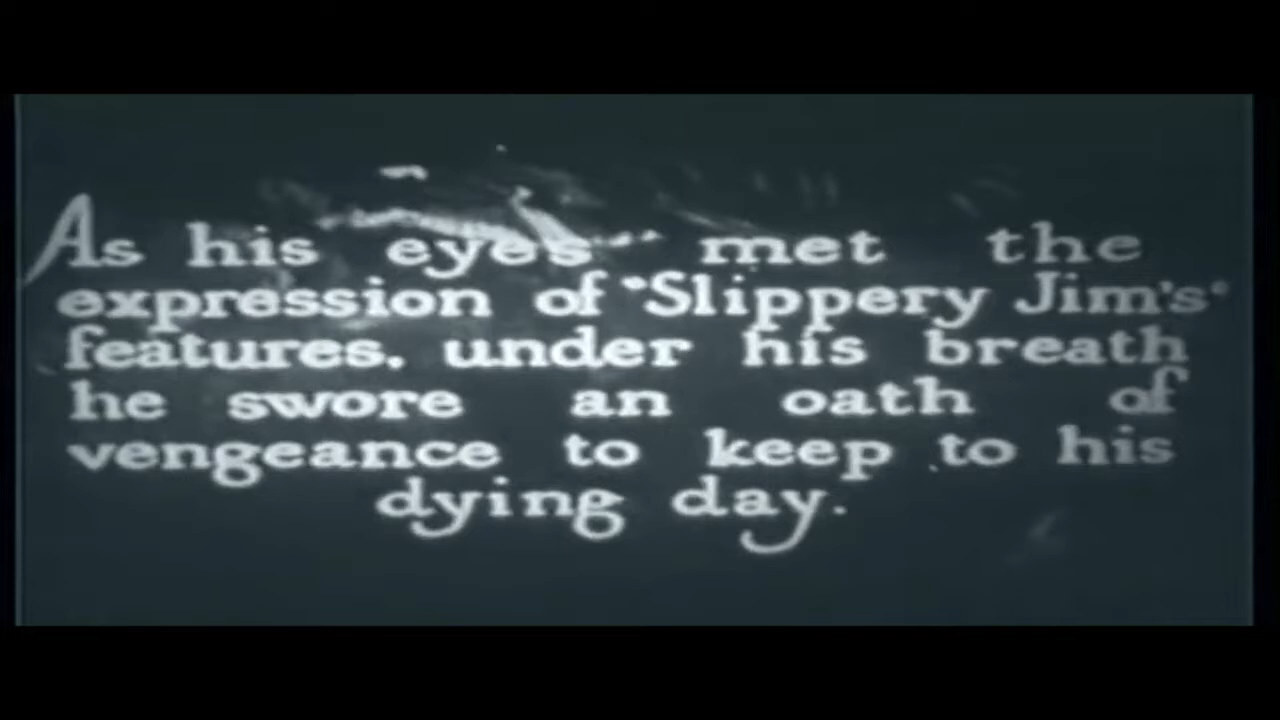 As his eyes met the
expression of "Slippery Jim's"
features. under his breath
he swore an oath of
vengeance to keep to his
dying day.